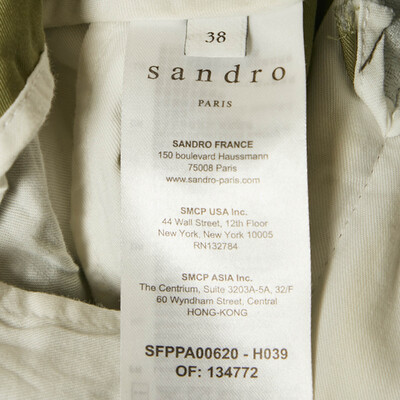 38
sandro
PARIS
SANDRO FRANCE
150 boulevard Haussmann
75008 Paris
www.sandro-paris.com
SMCP USA Inc.
44 Wall Street, 12th Floor
New York, New York 10005
RN132784
SMCP ASIA Inc.
The Centrium, Suite 3203A-5A, 32/F
60 Wyndham Street, Central
HONG-KONG
SFPPA00620 - H039
OF: 134772